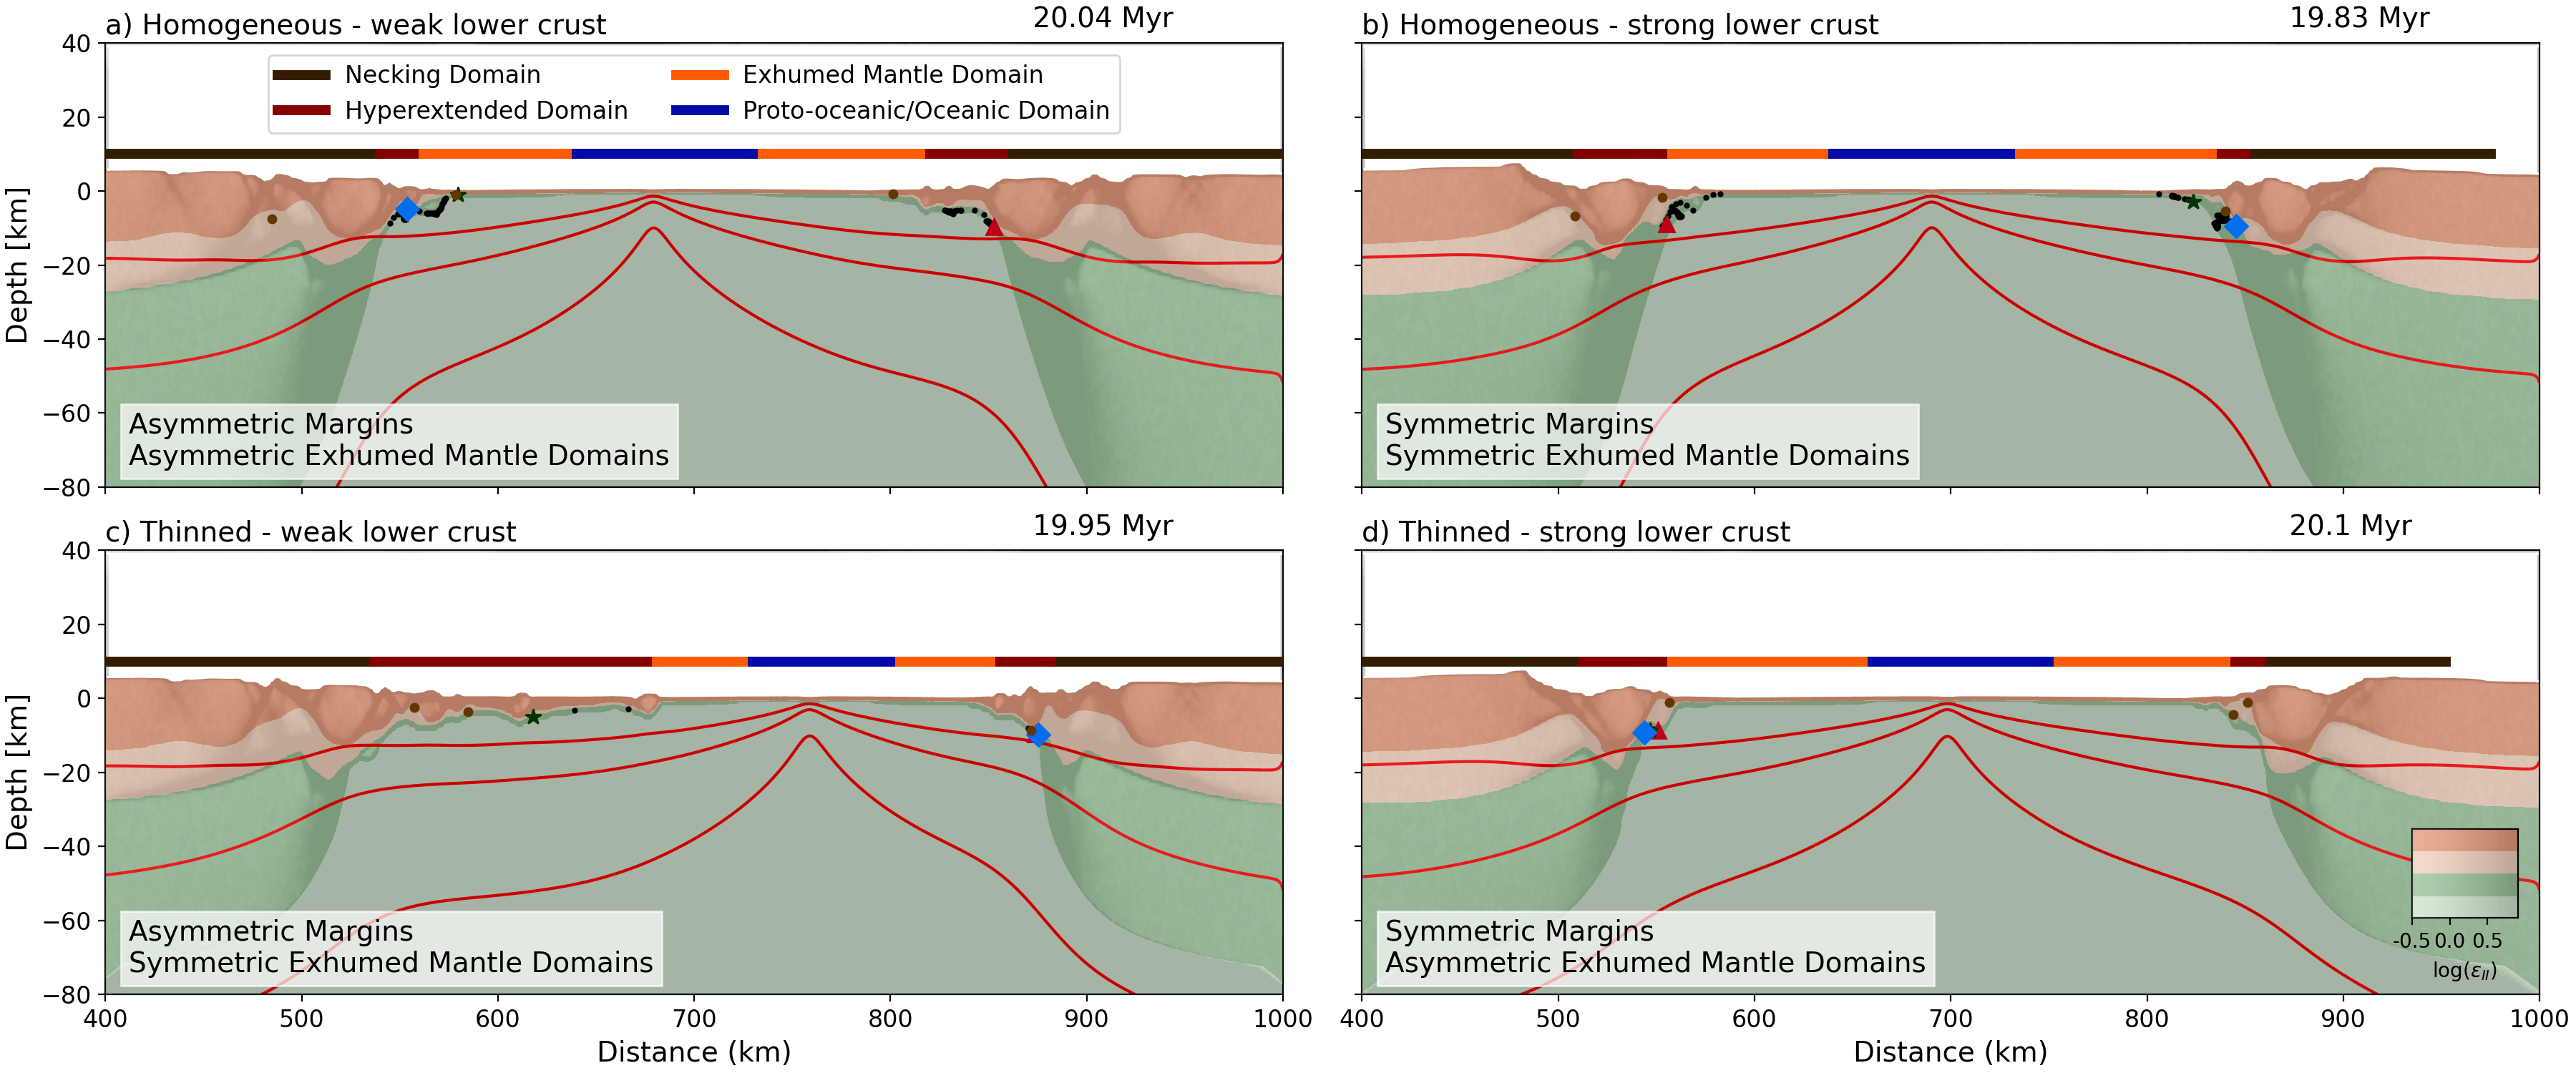 a) Homogeneous - weak lower crust
20.04 Myr
b) Homogeneous - strong lower crust
19.83 Myr
40
20
0
−20
−40
−60
−80
Depth [km]
Necking Domain
Exhumed Mantle Domain
Hyperextended Domain
Proto-oceanic/Oceanic Domain
Asymmetric Margins
Asymmetric Exhumed Mantle Domains
Symmetric Margins
Symmetric Exhumed Mantle Domains
c) Thinned - weak lower crust
19.95 Myr
d) Thinned - strong lower crust
20.1 Myr
40
20
0
−20
−40
−60
−80
Depth [km]
Asymmetric Margins
Symmetric Exhumed Mantle Domains
Symmetric Margins
Asymmetric Exhumed Mantle Domains
-0.5 0.0 0.5
log(ε_II)
400 500 600 700 800 900 1000
Distance (km)
400 500 600 700 800 900 1000
Distance (km)